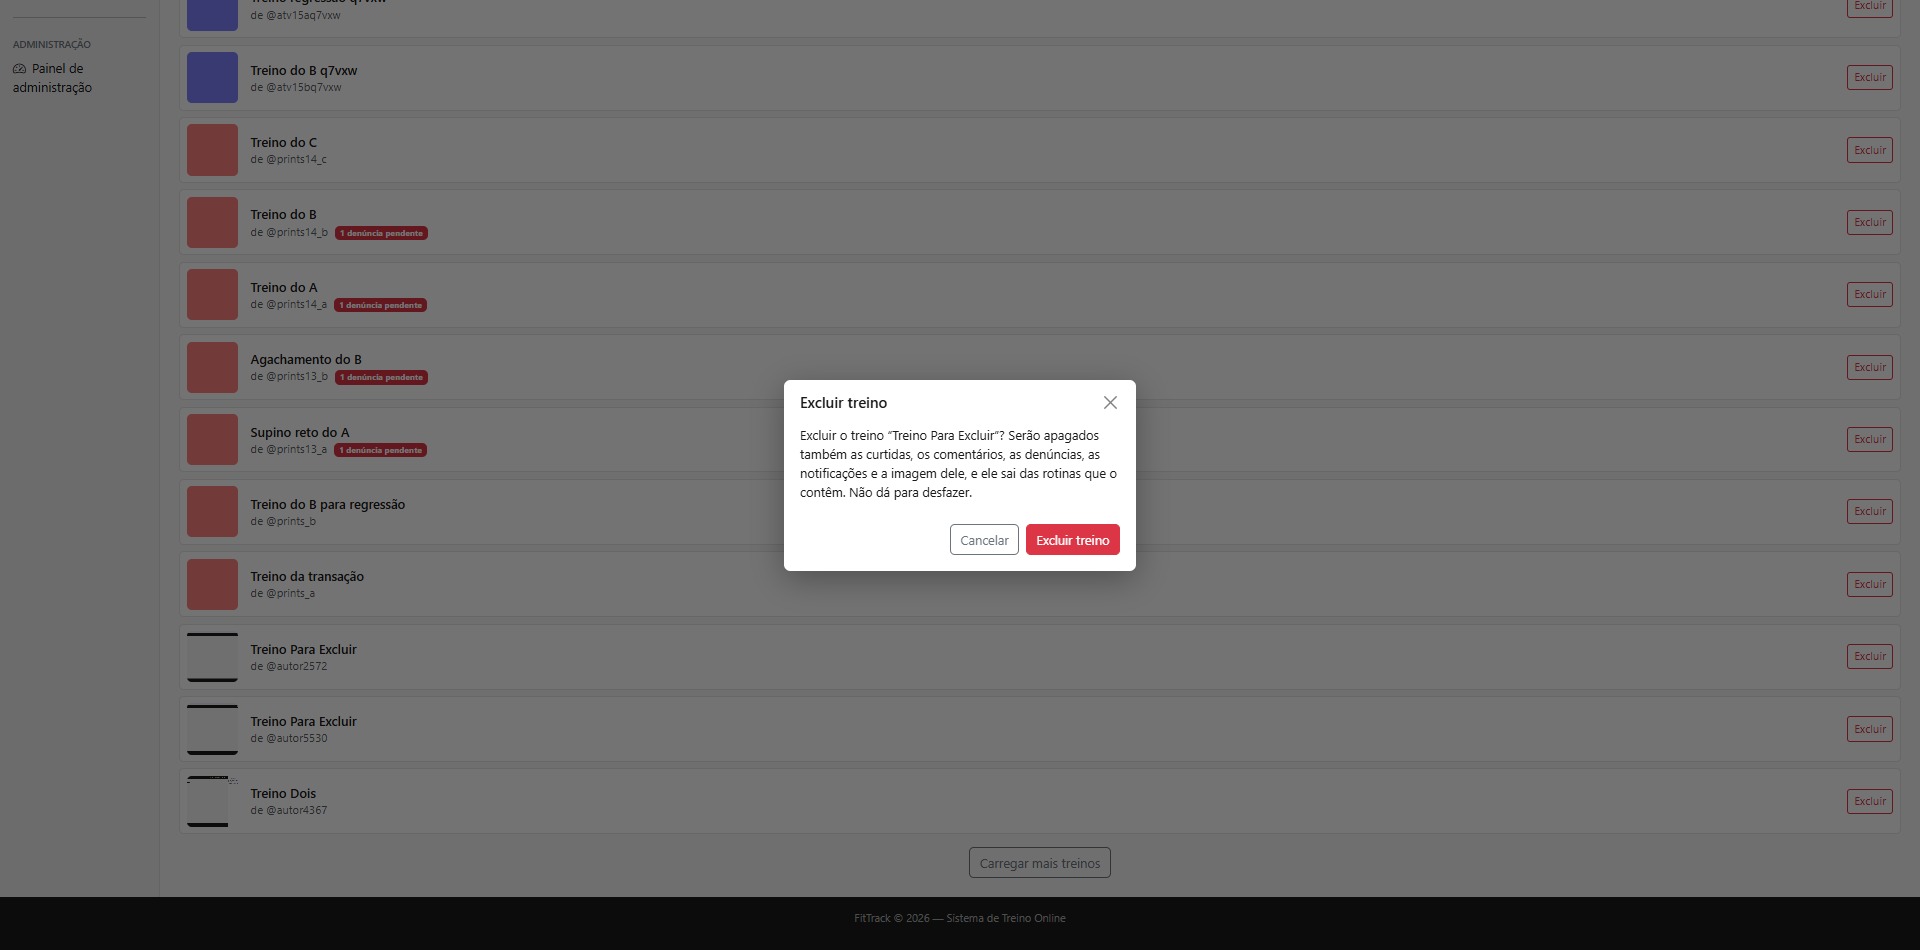 Treino regressão q7vxw
de @atv15aq7vxw
Excluir
ADMINISTRAÇÃO
Painel de
administração
Treino do B q7vxw
de @atv15bq7vxw
Excluir
Treino do C
de @prints14_c
Excluir
Treino do B
de @prints14_b 1 denúncia pendente
Excluir
Treino do A
de @prints14_a 1 denúncia pendente
Excluir
Agachamento do B
de @prints13_b 1 denúncia pendente
Excluir
Supino reto do A
de @prints13_a 1 denúncia pendente
Excluir
Treino do B para regressão
de @prints_b
Excluir
Treino da transação
de @prints_a
Excluir
Treino Para Excluir
de @autor2572
Excluir
Treino Para Excluir
de @autor5530
Excluir
Treino Dois
de @autor4367
Excluir
Carregar mais treinos
Excluir treino
Excluir o treino “Treino Para Excluir”? Serão apagados
também as curtidas, os comentários, as denúncias, as
notificações e a imagem dele, e ele sai das rotinas que o
contêm. Não dá para desfazer.
Cancelar Excluir treino
FitTrack © 2026 — Sistema de Treino Online